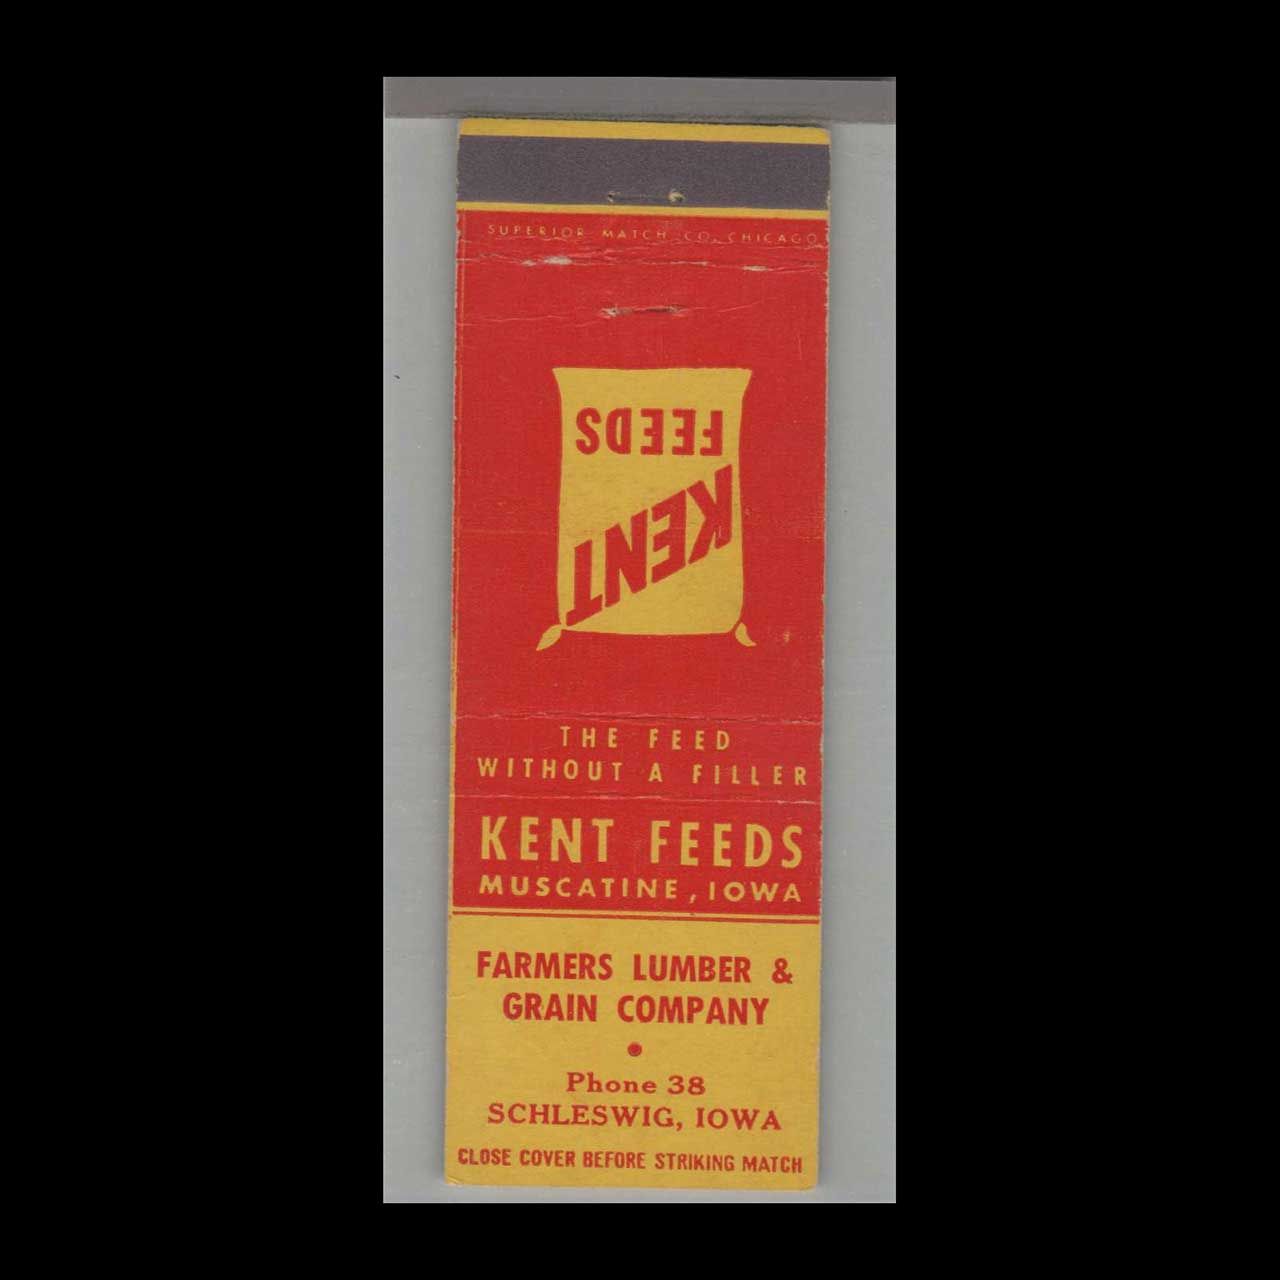 SUPERIOR MATCH CO. CHICAGO
KENT
FEEDS
THE FEED
WITHOUT A FILLER
KENT FEEDS
MUSCATINE, IOWA
FARMERS LUMBER &
GRAIN COMPANY
Phone 38
SCHLESWIG, IOWA
CLOSE COVER BEFORE STRIKING MATCH